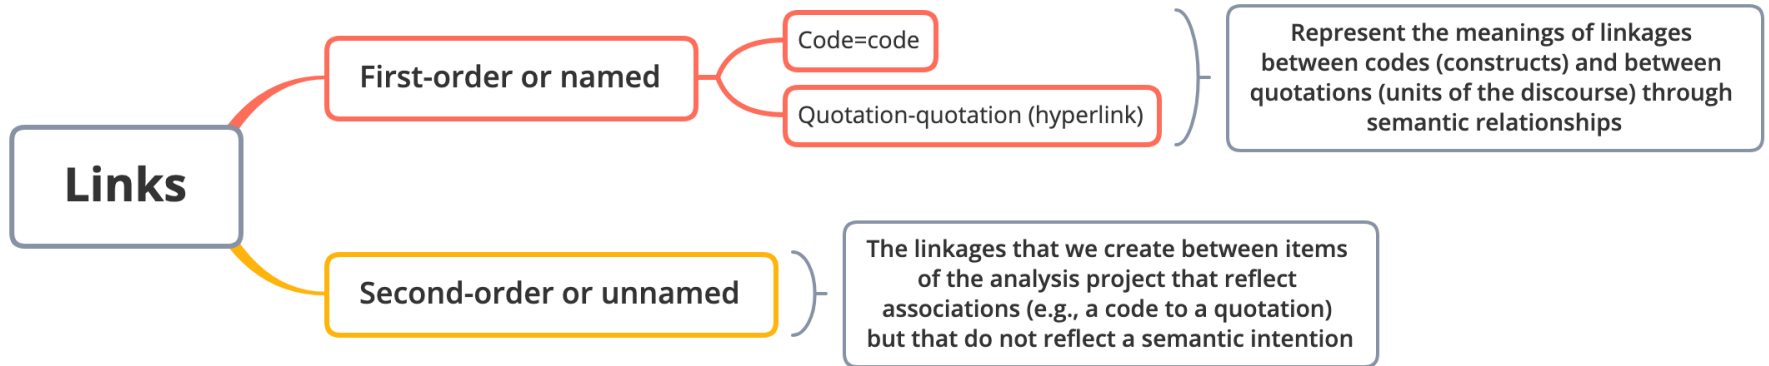 Links
First-order or named
Code=code
Quotation-quotation (hyperlink)
Represent the meanings of linkages
between codes (constructs) and between
quotations (units of the discourse) through
semantic relationships
Second-order or unnamed
The linkages that we create between items
of the analysis project that reflect
associations (e.g., a code to a quotation)
but that do not reflect a semantic intention